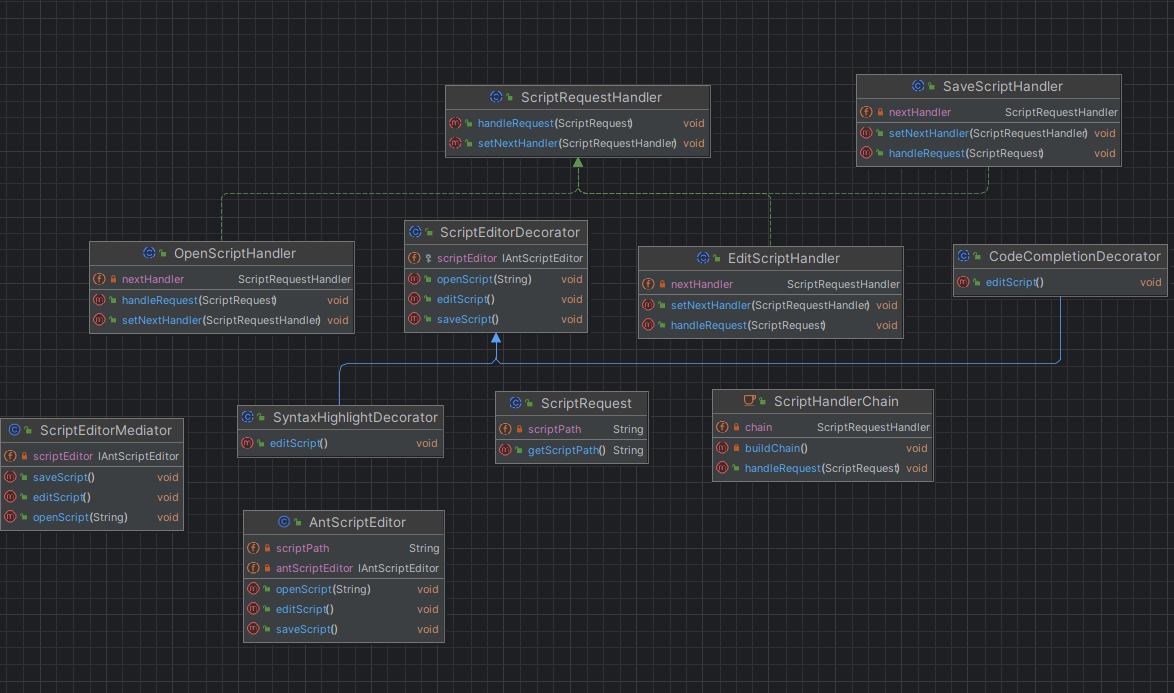 ScriptRequestHandler
handleRequest(ScriptRequest) void
setNextHandler(ScriptRequestHandler) void
SaveScriptHandler
nextHandler ScriptRequestHandler
setNextHandler(ScriptRequestHandler) void
handleRequest(ScriptRequest) void
OpenScriptHandler
nextHandler ScriptRequestHandler
handleRequest(ScriptRequest) void
setNextHandler(ScriptRequestHandler) void
ScriptEditorDecorator
scriptEditor IAntScriptEditor
openScript(String) void
editScript() void
saveScript() void
EditScriptHandler
nextHandler ScriptRequestHandler
setNextHandler(ScriptRequestHandler) void
handleRequest(ScriptRequest) void
CodeCompletionDecorator
editScript() void
ScriptEditorMediator
scriptEditor IAntScriptEditor
saveScript() void
editScript() void
openScript(String) void
SyntaxHighlightDecorator
editScript() void
ScriptRequest
scriptPath String
getScriptPath() String
ScriptHandlerChain
chain ScriptRequestHandler
buildChain() void
handleRequest(ScriptRequest) void
AntScriptEditor
scriptPath String
antScriptEditor IAntScriptEditor
openScript(String) void
editScript() void
saveScript() void